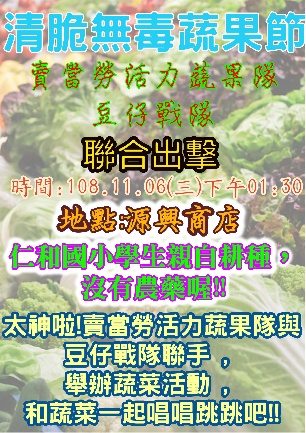 清脆無毒蔬果節
賣當勞活力蔬果隊
豆仔戰隊
聯合出擊
時間:108.11.06(三)下午01:30
地點:源興商店
仁和國小學生親自耕種，
沒有農藥喔!!
太神啦!賣當勞活力蔬果隊與
豆仔戰隊聯手，
舉辦蔬菜活動，
和蔬菜一起唱唱跳跳吧!!